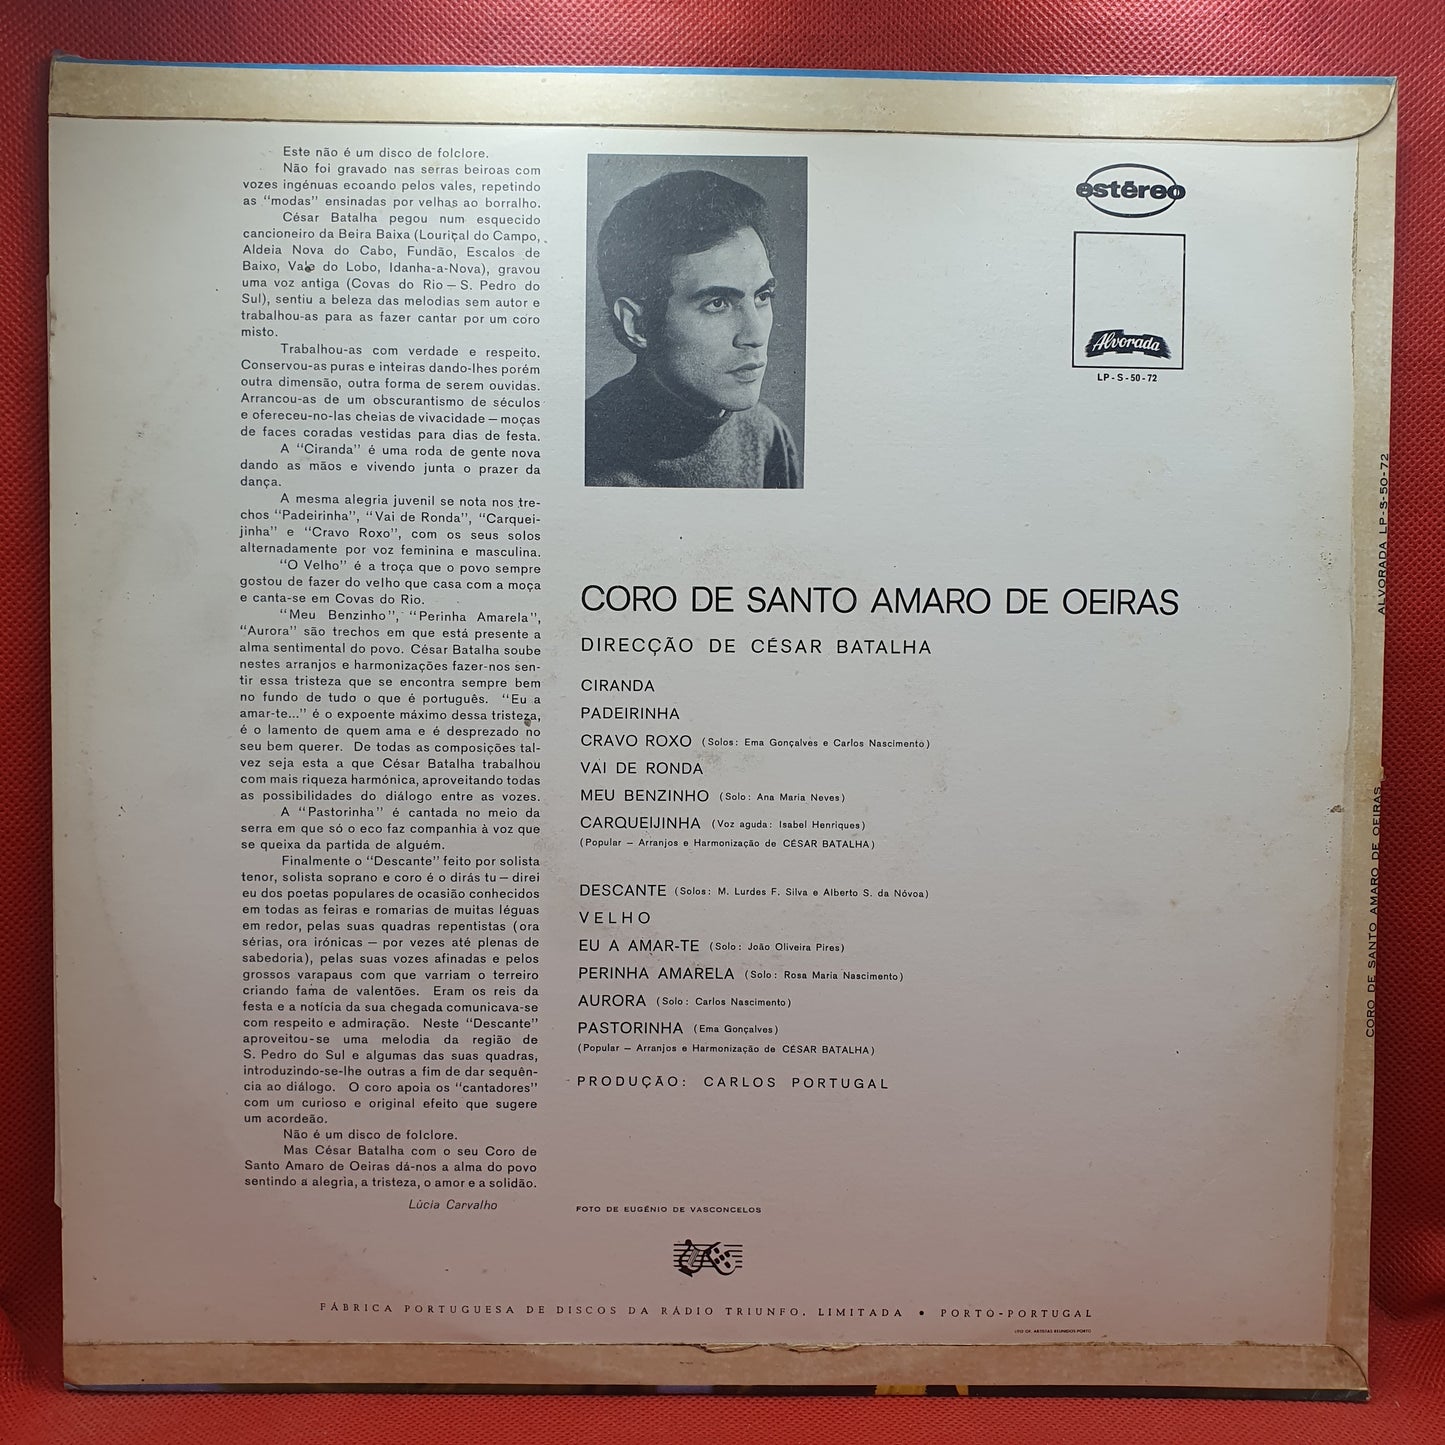 Este não é um disco de folclore.
Não foi gravado nas serras beiroas com
vozes ingénuas ecoando pelos vales, repetindo
as "modas" ensinadas por velhas ao borralho.
César Batalha pegou num esquecido
cancioneiro da Beira Baixa (Louriçal do Campo,
Aldeia Nova do Cabo, Fundão, Escalos de
Baixo, Vale do Lobo, Idanha-a-Nova), gravou
uma voz antiga (Covas do Rio — S. Pedro do
Sul), sentiu a beleza das melodias sem autor e
trabalhou-as para as fazer cantar por um coro
misto.
Trabalhou-as com verdade e respeito.
Conservou-as puras e inteiras dando-lhes porém
outra dimensão, outra forma de serem ouvidas.
Arrancou-as de um obscurantismo de séculos
e ofereceu-no-las cheias de vivacidade — moças
de faces coradas vestidas para dias de festa.
A "Ciranda" é uma roda de gente nova
dando as mãos e vivendo junta o prazer da
dança.
A mesma alegria juvenil se nota nos tre-
chos "Padeirinha", "Vai de Ronda", "Carquei-
jinha" e "Cravo Roxo", com os seus solos
alternadamente por voz feminina e masculina.
"O Velho" é a troça que o povo sempre
gostou de fazer do velho que casa com a moça
e canta-se em Covas do Rio.
"Meu Benzinho", "Perinha Amarela",
"Aurora" são trechos em que está presente a
alma sentimental do povo. César Batalha soube
nestes arranjos e harmonizações fazer-nos sen-
tir essa tristeza que se encontra sempre bem
no fundo de tudo o que é português. "Eu a
amar-te..." é o expoente máximo dessa tristeza,
é o lamento de quem ama e é desprezado no
seu bem querer. De todas as composições tal-
vez seja esta a que César Batalha trabalhou
com mais riqueza harmónica, aproveitando todas
as possibilidades do diálogo entre as vozes.
A "Pastorinha" é cantada no meio da
serra em que só o eco faz companhia à voz que
se queixa da partida de alguém.
Finalmente o "Descante" feito por solista
tenor, solista soprano e coro é o dirás tu — direi
eu dos poetas populares de ocasião conhecidos
em todas as feiras e romarias de muitas léguas
em redor, pelas suas quadras repentistas (ora
sérias, ora irónicas — por vezes até plenas de
sabedoria), pelas suas vozes afinadas e pelos
grossos varapaus com que varriam o terreiro
criando fama de valentões. Eram os reis da
festa e a notícia da sua chegada comunicava-se
com respeito e admiração. Neste "Descante"
aproveitou-se uma melodia da região de
S. Pedro do Sul e algumas das suas quadras,
introduzindo-se-lhe outras a fim de dar sequên-
cia ao diálogo. O coro apoia os "cantadores"
com um curioso e original efeito que sugere
um acordeão.
Não é um disco de folclore.
Mas César Batalha com o seu Coro de
Santo Amaro de Oeiras dá-nos a alma do povo
sentindo a alegria, a tristeza, o amor e a solidão.
Lúcia Carvalho
estéreo
Alvorada
LP-S-50-72
CORO DE SANTO AMARO DE OEIRAS
DIRECÇÃO DE CÉSAR BATALHA
CIRANDA
PADEIRINHA
CRAVO ROXO (Solos: Ema Gonçalves e Carlos Nascimento)
VAI DE RONDA
MEU BENZINHO (Solo: Ana Maria Neves)
CARQUEIJINHA (Voz aguda: Isabel Henriques)
(Popular — Arranjos e Harmonização de CÉSAR BATALHA)
DESCANTE (Solos: M. Lurdes F. Silva e Alberto S. da Nóvoa)
VELHO
EU A AMAR-TE (Solo: João Oliveira Pires)
PERINHA AMARELA (Solo: Rosa Maria Nascimento)
AURORA (Solo: Carlos Nascimento)
PASTORINHA (Ema Gonçalves)
(Popular — Arranjos e Harmonização de CÉSAR BATALHA)
PRODUÇÃO: CARLOS PORTUGAL
FOTO DE EUGÉNIO DE VASCONCELOS
FÁBRICA PORTUGUESA DE DISCOS DA RÁDIO TRIUNFO, LIMITADA • PORTO-PORTUGAL
OF. ARTISTAS REUNIDOS-PORTO
CORO DE SANTO AMARO DE OEIRAS ALVORADA LP-S-50-72